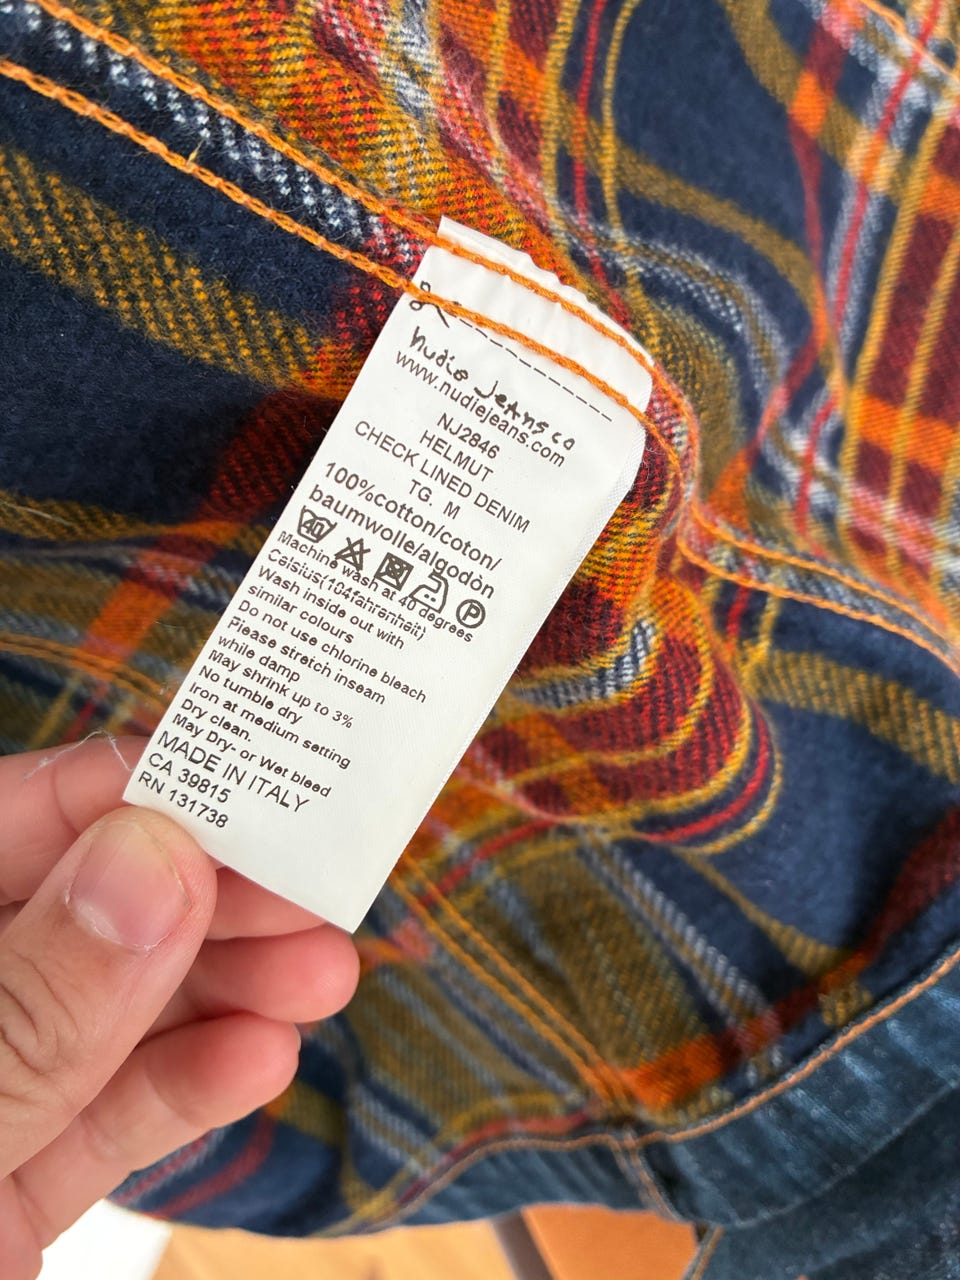 nudie Jeans co
www.nudiejeans.com
NJ2846
HELMUT
CHECK LINED DENIM
TG. M
100%cotton/coton/
baumwolle/algodòn
40 P
Machine wash at 40 degrees
Celsius(104fahrenheit)
Wash inside out with
similar colours
Do not use chlorine bleach
Please stretch inseam
while damp
May shrink up to 3%
No tumble dry
Iron at medium setting
Dry clean.
May Dry- or Wet bleed
MADE IN ITALY
CA 39815
RN 131738